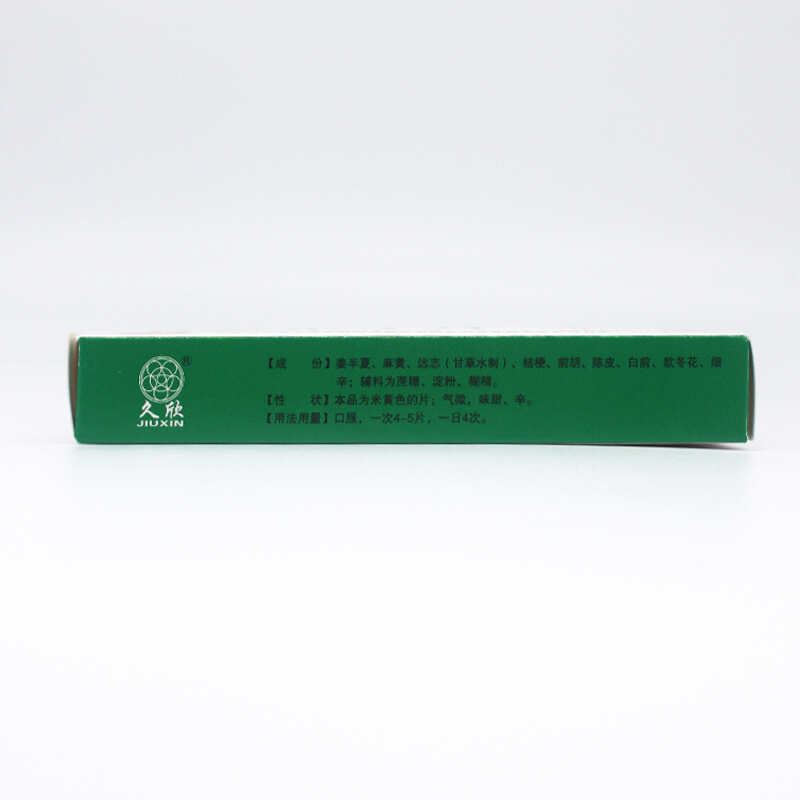 久欣®
JIUXIN
【成 份】姜半夏、麻黄、远志（甘草水制）、桔梗、前胡、陈皮、白前、款冬花、细
辛；辅料为蔗糖、淀粉、糊精。
【性 状】本品为米黄色的片；气微，味甜、辛。
【用法用量】口服，一次4-5片，一日4次。